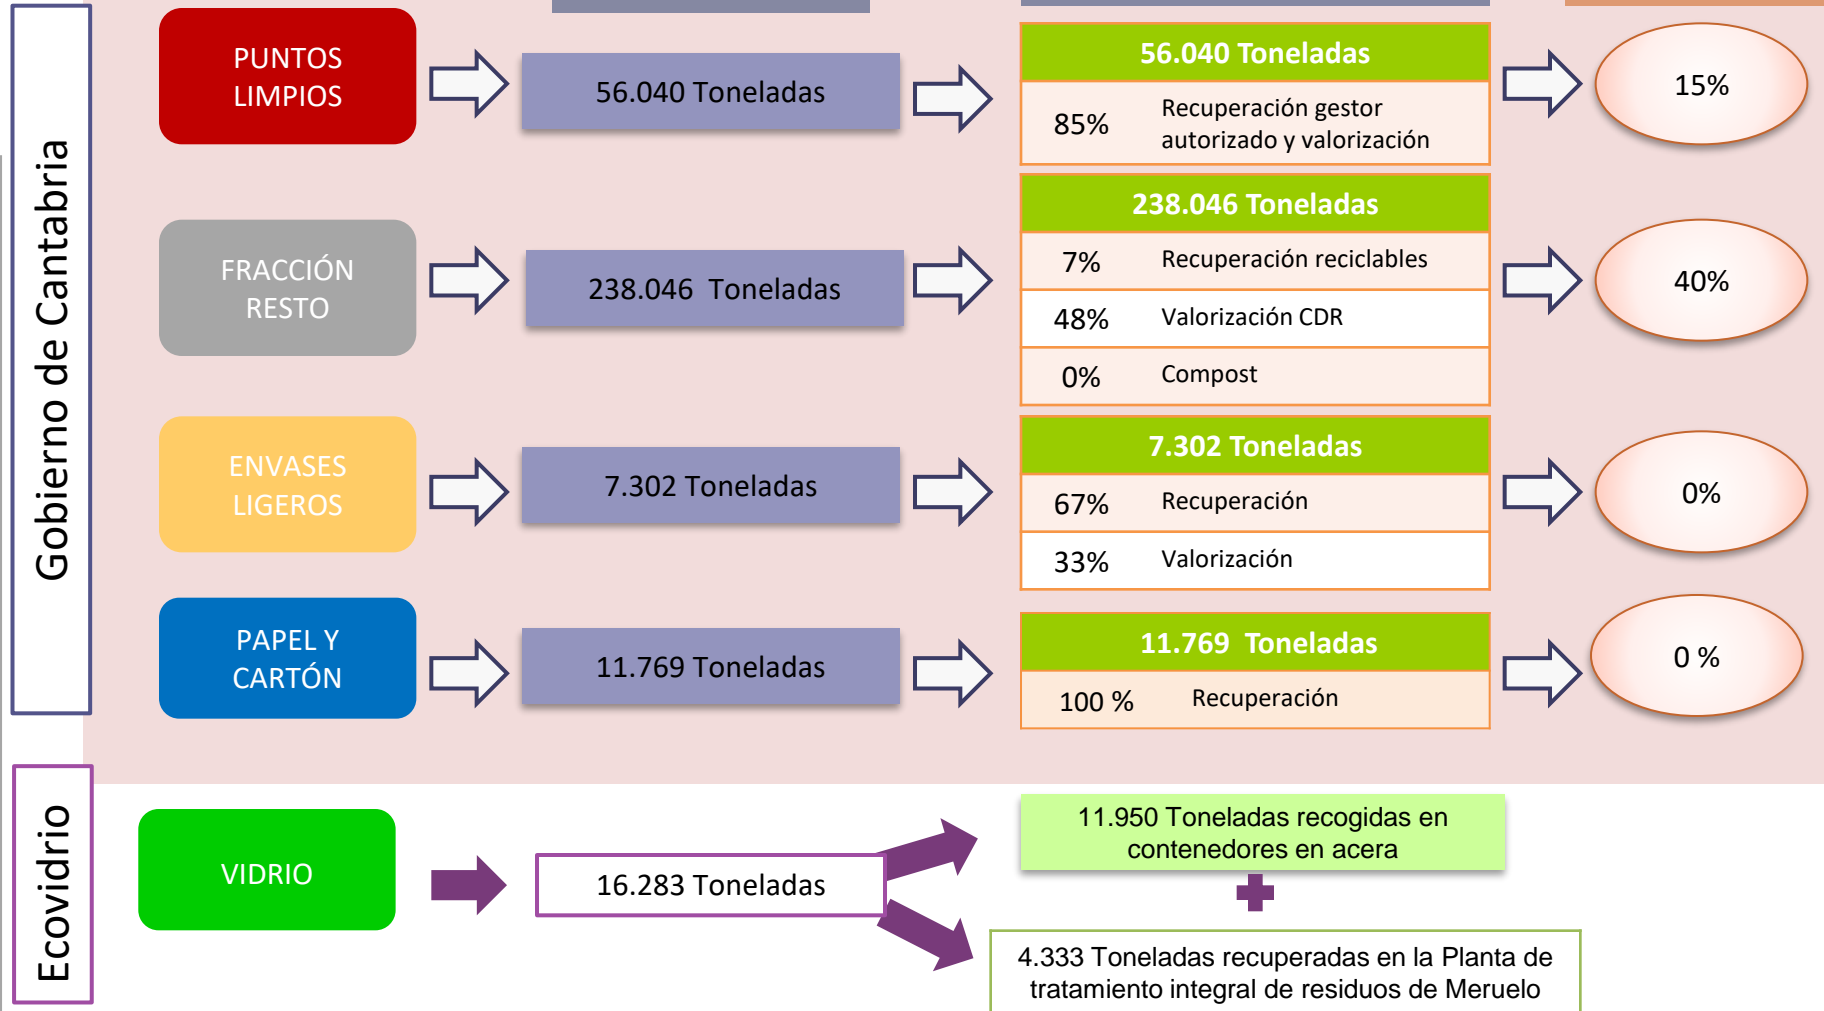 Gobierno de Cantabria
PUNTOS
LIMPIOS
56.040 Toneladas
56.040 Toneladas
85%
Recuperación gestor
autorizado y valorización
15%
FRACCIÓN
RESTO
238.046 Toneladas
238.046 Toneladas
7%
Recuperación reciclables
48%
Valorización CDR
0%
Compost
40%
ENVASES
LIGEROS
7.302 Toneladas
7.302 Toneladas
67%
Recuperación
33%
Valorización
0%
PAPEL Y
CARTÓN
11.769 Toneladas
11.769 Toneladas
100 %
Recuperación
0 %
Ecovidrio
VIDRIO
16.283 Toneladas
11.950 Toneladas recogidas en
contenedores en acera
4.333 Toneladas recuperadas en la Planta de
tratamiento integral de residuos de Meruelo